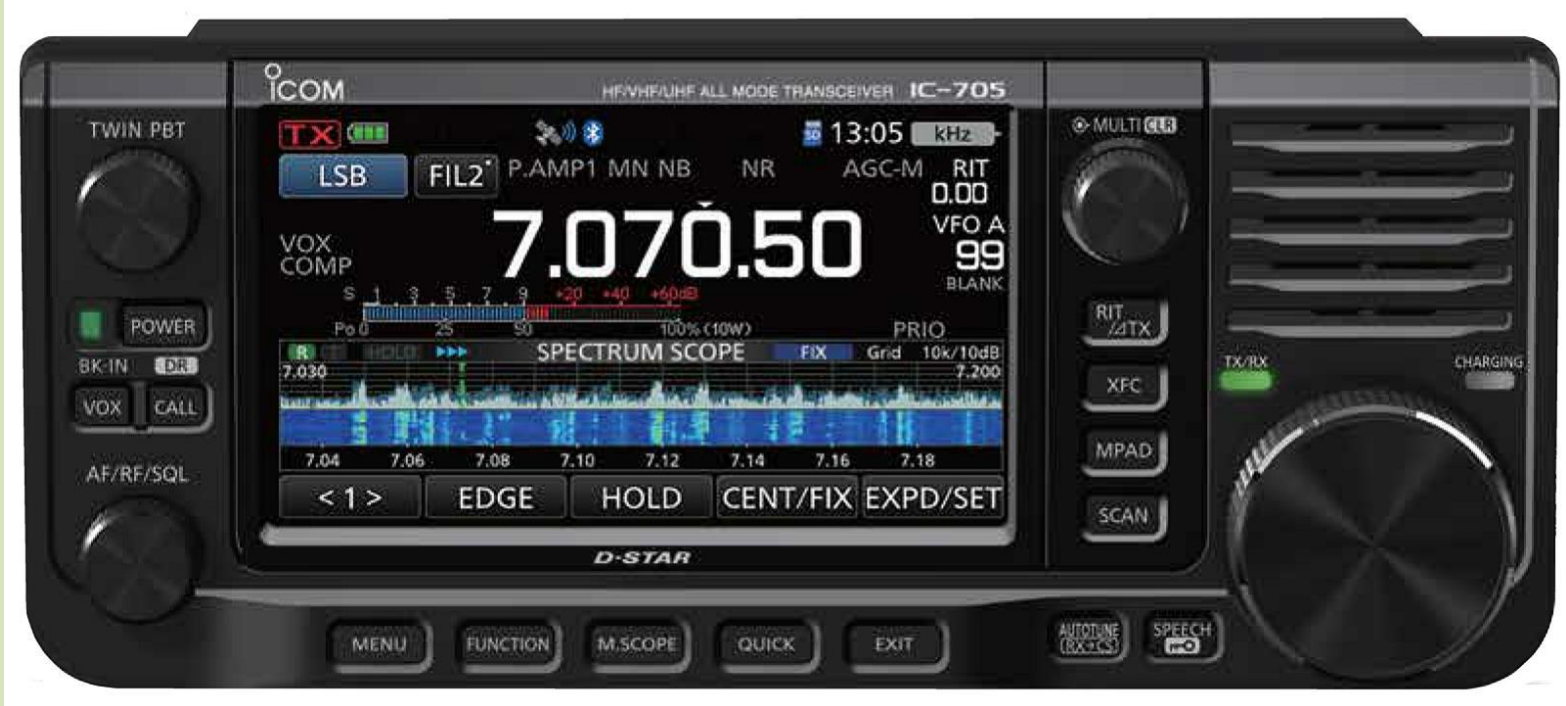 ICOM
HF/VHF/UHF ALL MODE TRANSCEIVER IC-705
TWIN PBT
POWER
BK-IN DR
VOX CALL
AF/RF/SQL
TX 13:05 kHz
LSB FIL2 P.AMP1 MN NB NR AGC-M RIT
0.00
VOX
COMP
7.070.50
VFO A
99
BLANK
S 1 3 5 7 9 +20 +40 +60dB
Po 0 25 50 100% (10W) PRIO
R HOLD SPECTRUM SCOPE FIX Grid 10k/10dB
7.030 7.200
7.04 7.06 7.08 7.10 7.12 7.14 7.16 7.18
< 1 > EDGE HOLD CENT/FIX EXPD/SET
D-STAR
MULTI CLR
RIT
/⊿TX
XFC
MPAD
SCAN
TX/RX CHARGING
MENU FUNCTION M.SCOPE QUICK EXIT
AUTOTUNE
(RX→CS)
SPEECH